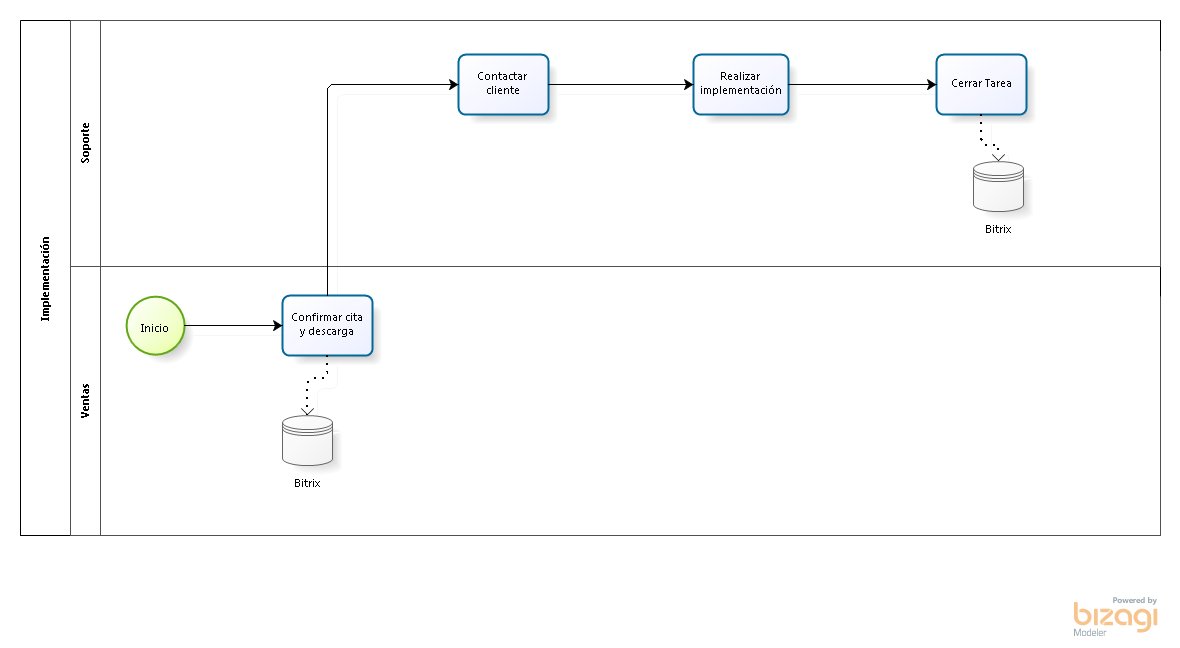 Implementación
Soporte
Contactar
cliente
Realizar
implementación
Cerrar Tarea
Bitrix
Ventas
Inicio
Confirmar cita
y descarga
Bitrix
Powered by
bizagi
Modeler